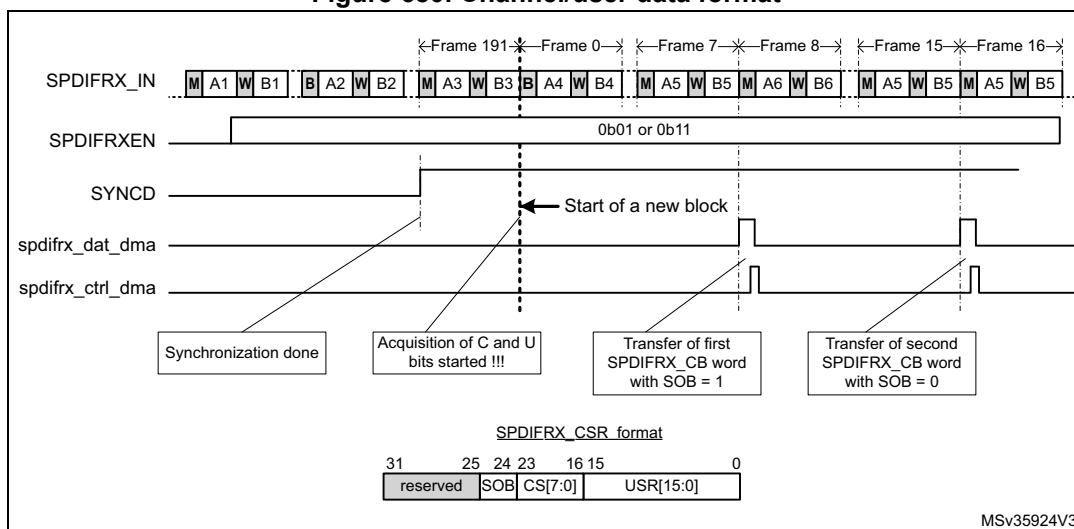 Figure 680. Channel/user data format
Frame 191 Frame 0 Frame 7 Frame 8 Frame 15 Frame 16
SPDIFRX_IN M A1 W B1 B A2 W B2 M A3 W B3 B A4 W B4 M A5 W B5 M A6 W B6 M A5 W B5 M A5 W B5
SPDIFRXEN 0b01 or 0b11
SYNCD
Start of a new block
spdifrx_dat_dma
spdifrx_ctrl_dma
Synchronization done
Acquisition of C and U
bits started !!!
Transfer of first
SPDIFRX_CB word
with SOB = 1
Transfer of second
SPDIFRX_CB word
with SOB = 0
SPDIFRX_CSR format
31 25 24 23 16 15 0
reserved SOB CS[7:0] USR[15:0]
MSv35924V3